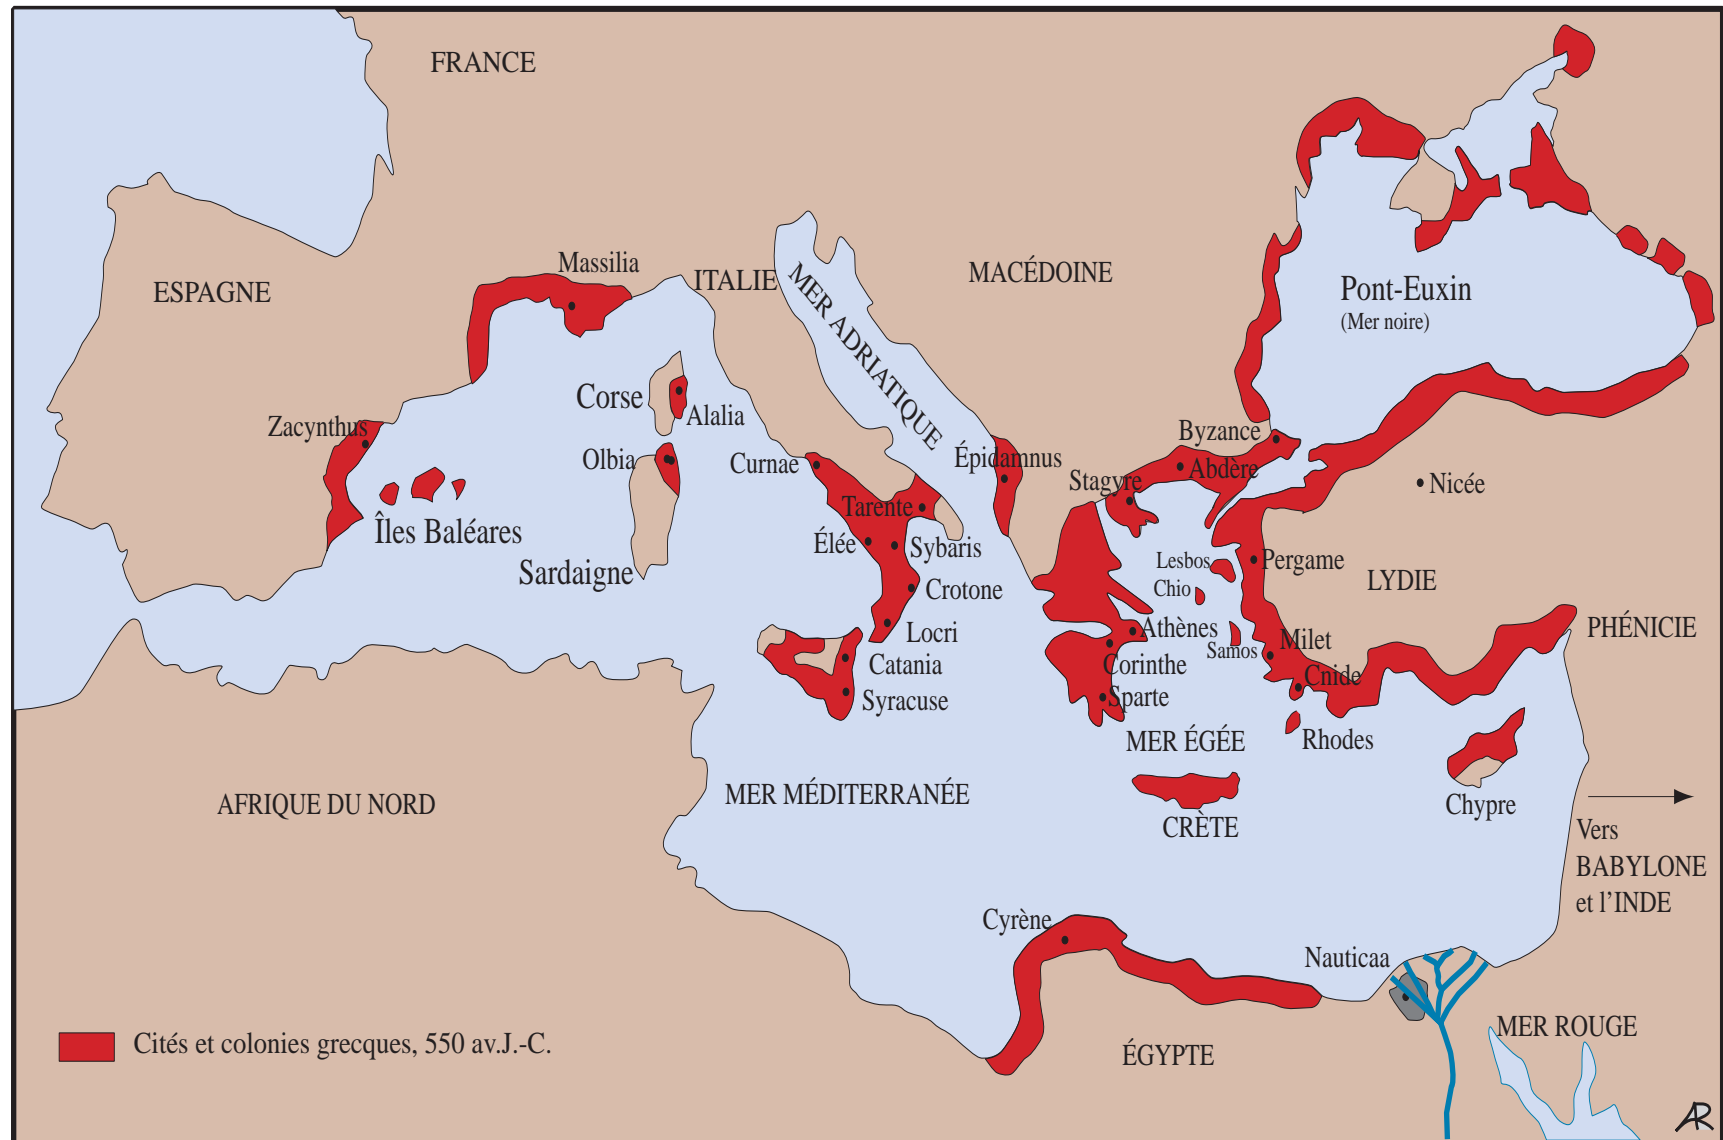 FRANCE
ESPAGNE
Massilia
ITALIE
MER ADRIATIQUE
MACÉDOINE
Pont-Euxin
(Mer noire)
Corse
Alalia
Zacynthus
Olbia
Îles Baléares
Sardaigne
Curnae
Tarente
Élée
Sybaris
Crotone
Locri
Catania
Syracuse
Épidamnus
Stagyre
Byzance
Abdère
Nicée
Lesbos
Chio
Pergame
LYDIE
PHÉNICIE
Athènes
Samos
Milet
Corinthe
Cnide
Sparte
MER ÉGÉE
Rhodes
AFRIQUE DU NORD
MER MÉDITERRANÉE
CRÈTE
Chypre
Vers
BABYLONE
et l'INDE
Cyrène
Nauticaa
MER ROUGE
ÉGYPTE
Cités et colonies grecques, 550 av.J.-C.
AR